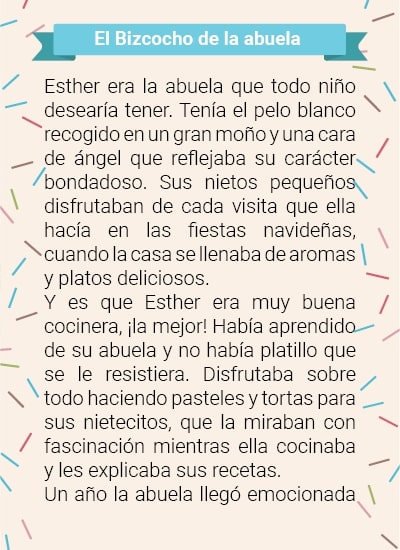 El Bizcocho de la abuela
Esther era la abuela que todo niño
desearía tener. Tenía el pelo blanco
recogido en un gran moño y una cara
de ángel que reflejaba su carácter
bondadoso. Sus nietos pequeños
disfrutaban de cada visita que ella
hacía en las fiestas navideñas,
cuando la casa se llenaba de aromas
y platos deliciosos.
Y es que Esther era muy buena
cocinera, ¡la mejor! Había aprendido
de su abuela y no había platillo que
se le resistiera. Disfrutaba sobre
todo haciendo pasteles y tortas para
sus nietecitos, que la miraban con
fascinación mientras ella cocinaba
y les explicaba sus recetas.
Un año la abuela llegó emocionada